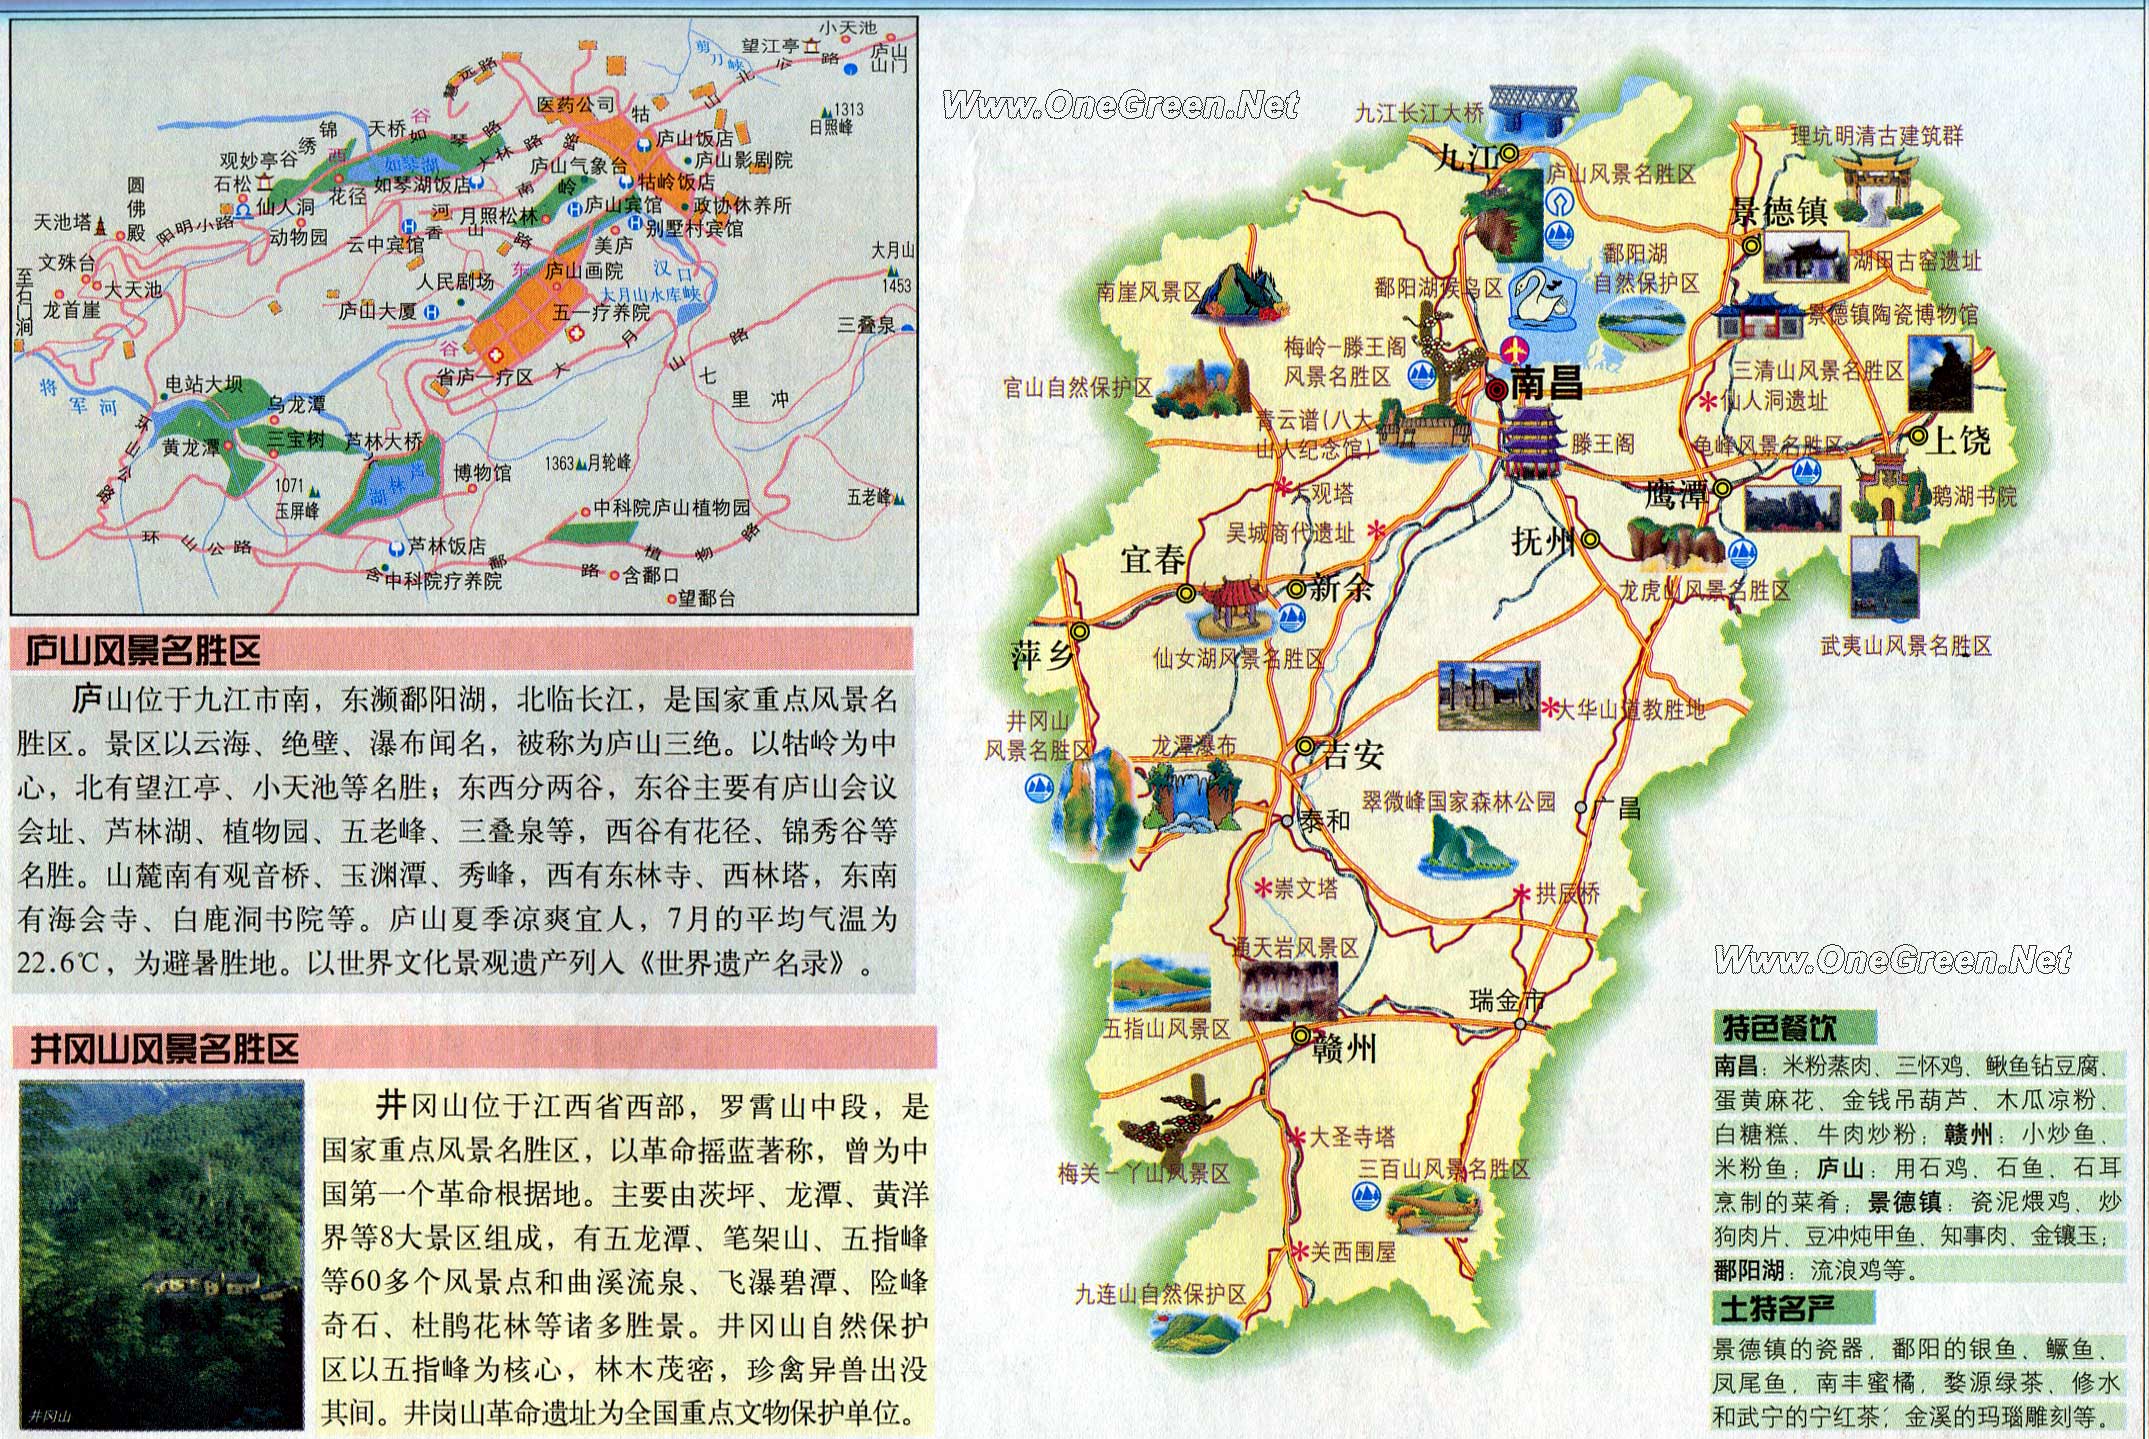 小天池
望江亭
庐山
山门
剪
刀峡
山北公路
慧远路
医药公司
牯
1313
日照峰
谷
锦
绣
谷
天桥
如琴路
大林路
西
如琴湖
庐山饭店
庐山影剧院
观妙亭
石松
仙人洞
花径
如琴湖饭店
庐山气象台
牯岭饭店
岭
南
路
圆
佛
殿
天池塔
阳明小路
动物园
河
香
山
路
月照松林
庐山宾馆
政协休养所
云中宾馆
美庐
别墅村宾馆
大月山
1453
至石门涧
文殊台
大天池
龙首崖
人民剧场
东
庐山画院
汉口
峡
大月山水库
庐山大厦
五一疗养院
三叠泉
谷
大月山路
七里冲
省庐一疗区
将军河
电站大坝
乌龙潭
黄龙潭
三宝树
芦林大桥
环山公路
1071
玉屏峰
芦林湖
博物馆
1363
月轮峰
五老峰
中科院庐山植物园
环山公路
芦林饭店
中科院疗养院
含鄱路
植物路
含鄱口
望鄱台
庐山风景名胜区
庐山位于九江市南，东濒鄱阳湖，北临长江，是国家重点风景名
胜区。景区以云海、绝壁、瀑布闻名，被称为庐山三绝。以牯岭为中
心，北有望江亭、小天池等名胜；东西分两谷，东谷主要有庐山会议
会址、芦林湖、植物园、五老峰、三叠泉等，西谷有花径、锦秀谷等
名胜。山麓南有观音桥、玉渊潭、秀峰，西有东林寺、西林塔，东南
有海会寺、白鹿洞书院等。庐山夏季凉爽宜人，7月的平均气温为
22.6℃，为避暑胜地。以世界文化景观遗产列入《世界遗产名录》。
井冈山风景名胜区
井冈山
井冈山位于江西省西部，罗霄山中段，是
国家重点风景名胜区，以革命摇蓝著称，曾为中
国第一个革命根据地。主要由茨坪、龙潭、黄洋
界等8大景区组成，有五龙潭、笔架山、五指峰
等60多个风景点和曲溪流泉、飞瀑碧潭、险峰
奇石、杜鹃花林等诸多胜景。井冈山自然保护
区以五指峰为核心，林木茂密，珍禽异兽出没
其间。井岗山革命遗址为全国重点文物保护单位。
Www.OneGreen.Net
九江长江大桥
九江
庐山风景名胜区
理坑明清古建筑群
景德镇
湖田古窑遗址
鄱阳湖
自然保护区
鄱阳湖候鸟区
南崖风景区
景德镇陶瓷博物馆
梅岭-滕王阁
风景名胜区
南昌
三清山风景名胜区
仙人洞遗址
官山自然保护区
青云谱(八大
山人纪念馆)
滕王阁
龟峰风景名胜区
上饶
鹰潭
鹅湖书院
大观塔
吴城商代遗址
抚州
龙虎山风景名胜区
武夷山风景名胜区
宜春
新余
仙女湖风景名胜区
萍乡
井冈山
风景名胜区
龙潭瀑布
吉安
大华山道教胜地
翠微峰国家森林公园
广昌
泰和
崇文塔
拱辰桥
通天岩风景区
五指山风景区
瑞金市
赣州
大圣寺塔
梅关-丫山风景区
三百山风景名胜区
关西围屋
九连山自然保护区
Www.OneGreen.Net
特色餐饮
南昌：米粉蒸肉、三怀鸡、鳅鱼钻豆腐、
蛋黄麻花、金钱吊葫芦、木瓜凉粉、
白糖糕、牛肉炒粉；赣州：小炒鱼、
米粉鱼；庐山：用石鸡、石鱼、石耳
烹制的菜肴；景德镇：瓷泥煨鸡、炒
狗肉片、豆冲炖甲鱼、知事肉、金镶玉；
鄱阳湖：流浪鸡等。
土特名产
景德镇的瓷器，鄱阳的银鱼、鳜鱼、
凤尾鱼，南丰蜜橘，婺源绿茶、修水
和武宁的宁红茶；金溪的玛瑙雕刻等。